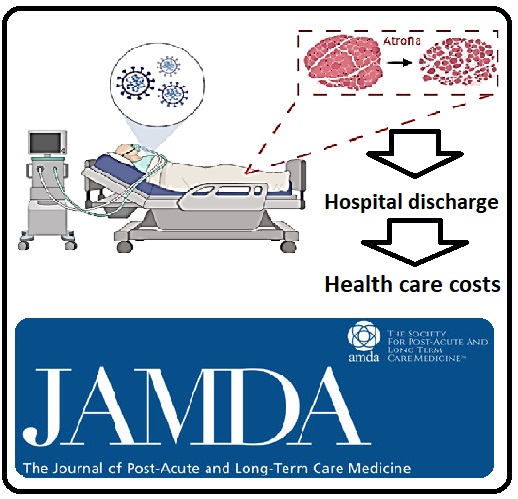 Atrofia
Hospital discharge
Health care costs
amda
THE SOCIETY
FOR POST-ACUTE AND
LONG-TERM
CARE MEDICINE™
JAMDA
The Journal of Post-Acute and Long-Term Care Medicine